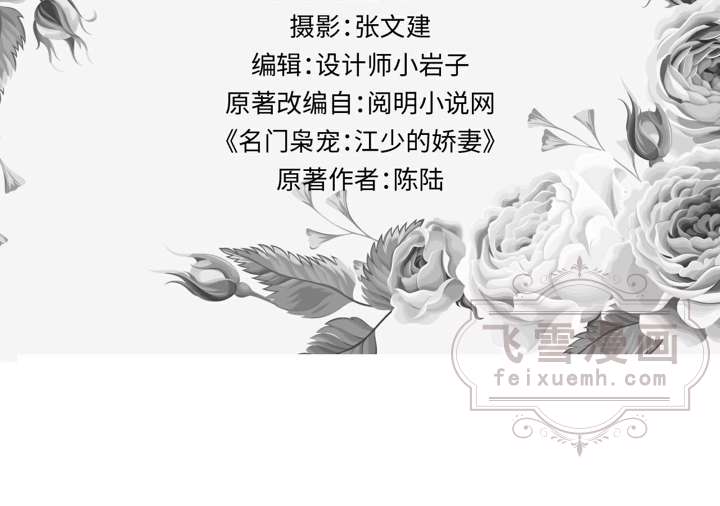 摄影:张文建
编辑:设计师小岩子
原著改编自:阅明小说网
《名门枭宠:江少的娇妻》
原著作者:陈陆
飞雪漫画
feixuemh.com